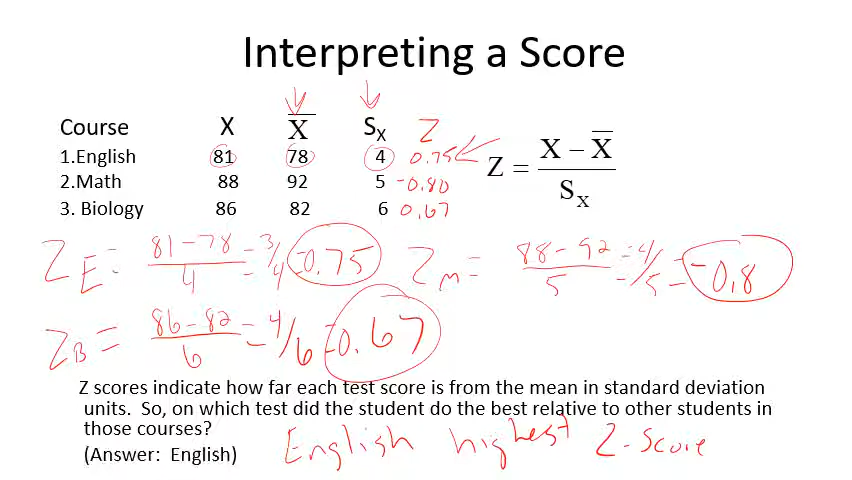 Interpreting a Score
Course X X̅ Sx Z
1.English 81 78 4 0.75
2.Math 88 92 5 -0.80
3. Biology 86 82 6 0.67
Z = (X − X̅) / Sx
Z_E = (81 - 78) / 4 = 3/4 = 0.75
Z_M = (88 - 92) / 5 = -4/5 = -0.8
Z_B = (86 - 82) / 6 = 4/6 = 0.67
Z scores indicate how far each test score is from the mean in standard deviation
units. So, on which test did the student do the best relative to other students in
those courses?
(Answer: English)
English highest Z-Score